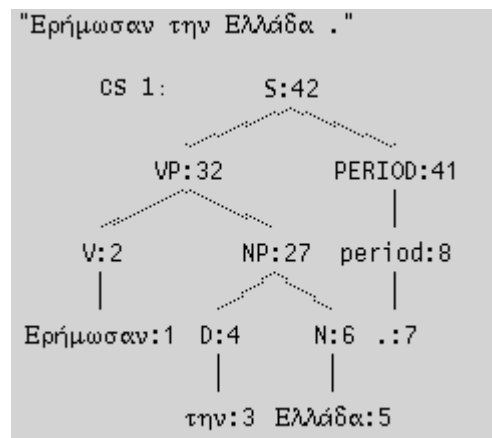 "Ερήμωσαν την Ελλάδα ."
CS 1: S:42
VP:32 PERIOD:41
V:2 NP:27 period:8
Ερήμωσαν:1 D:4 N:6 .:7
την:3 Ελλάδα:5